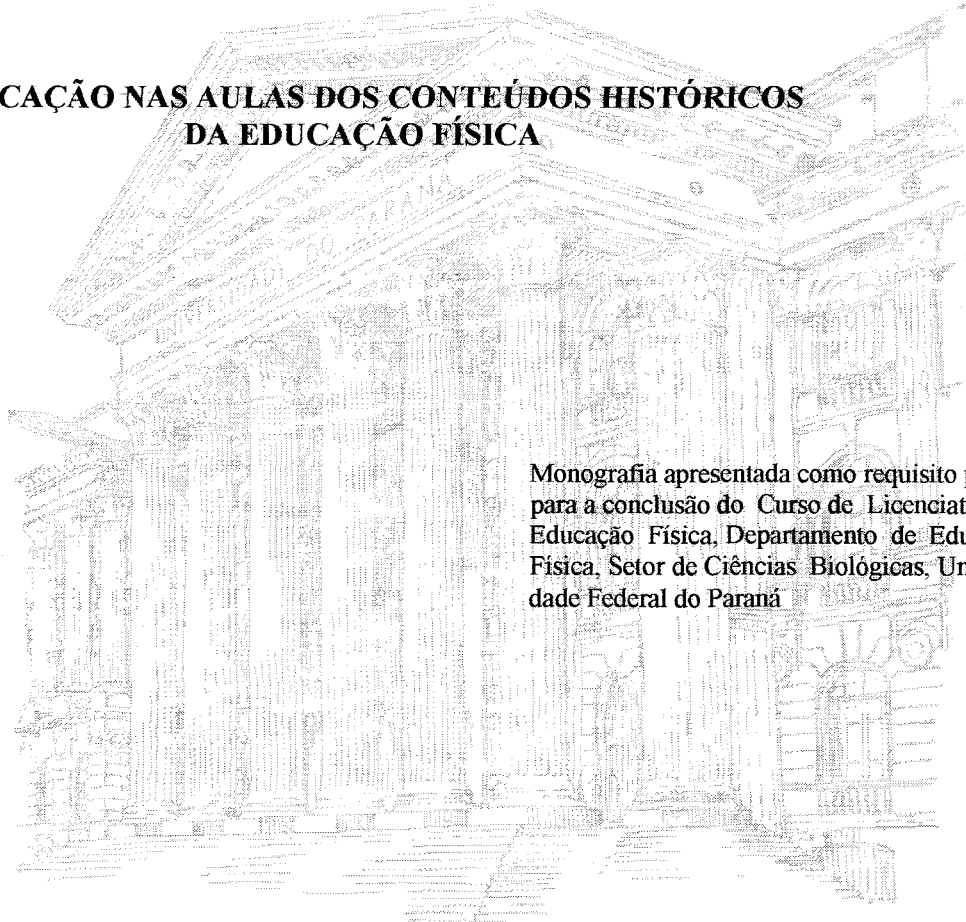 CAÇÃO NAS AULAS DOS CONTEÚDOS HISTÓRICOS
DA EDUCAÇÃO FÍSICA
Monografia apresentada como requisito
para a conclusão do Curso de Licenciat
Educação Física, Departamento de Edu
Física, Setor de Ciências Biológicas, Un
dade Federal do Paraná